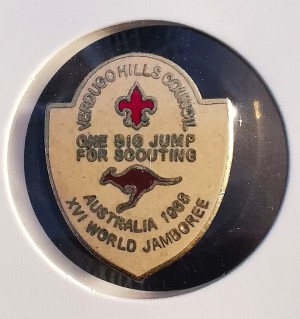 VERDUGO HILLS COUNCIL
ONE BIG JUMP
FOR SCOUTING
AUSTRALIA 1988
XVI WORLD JAMBOREE